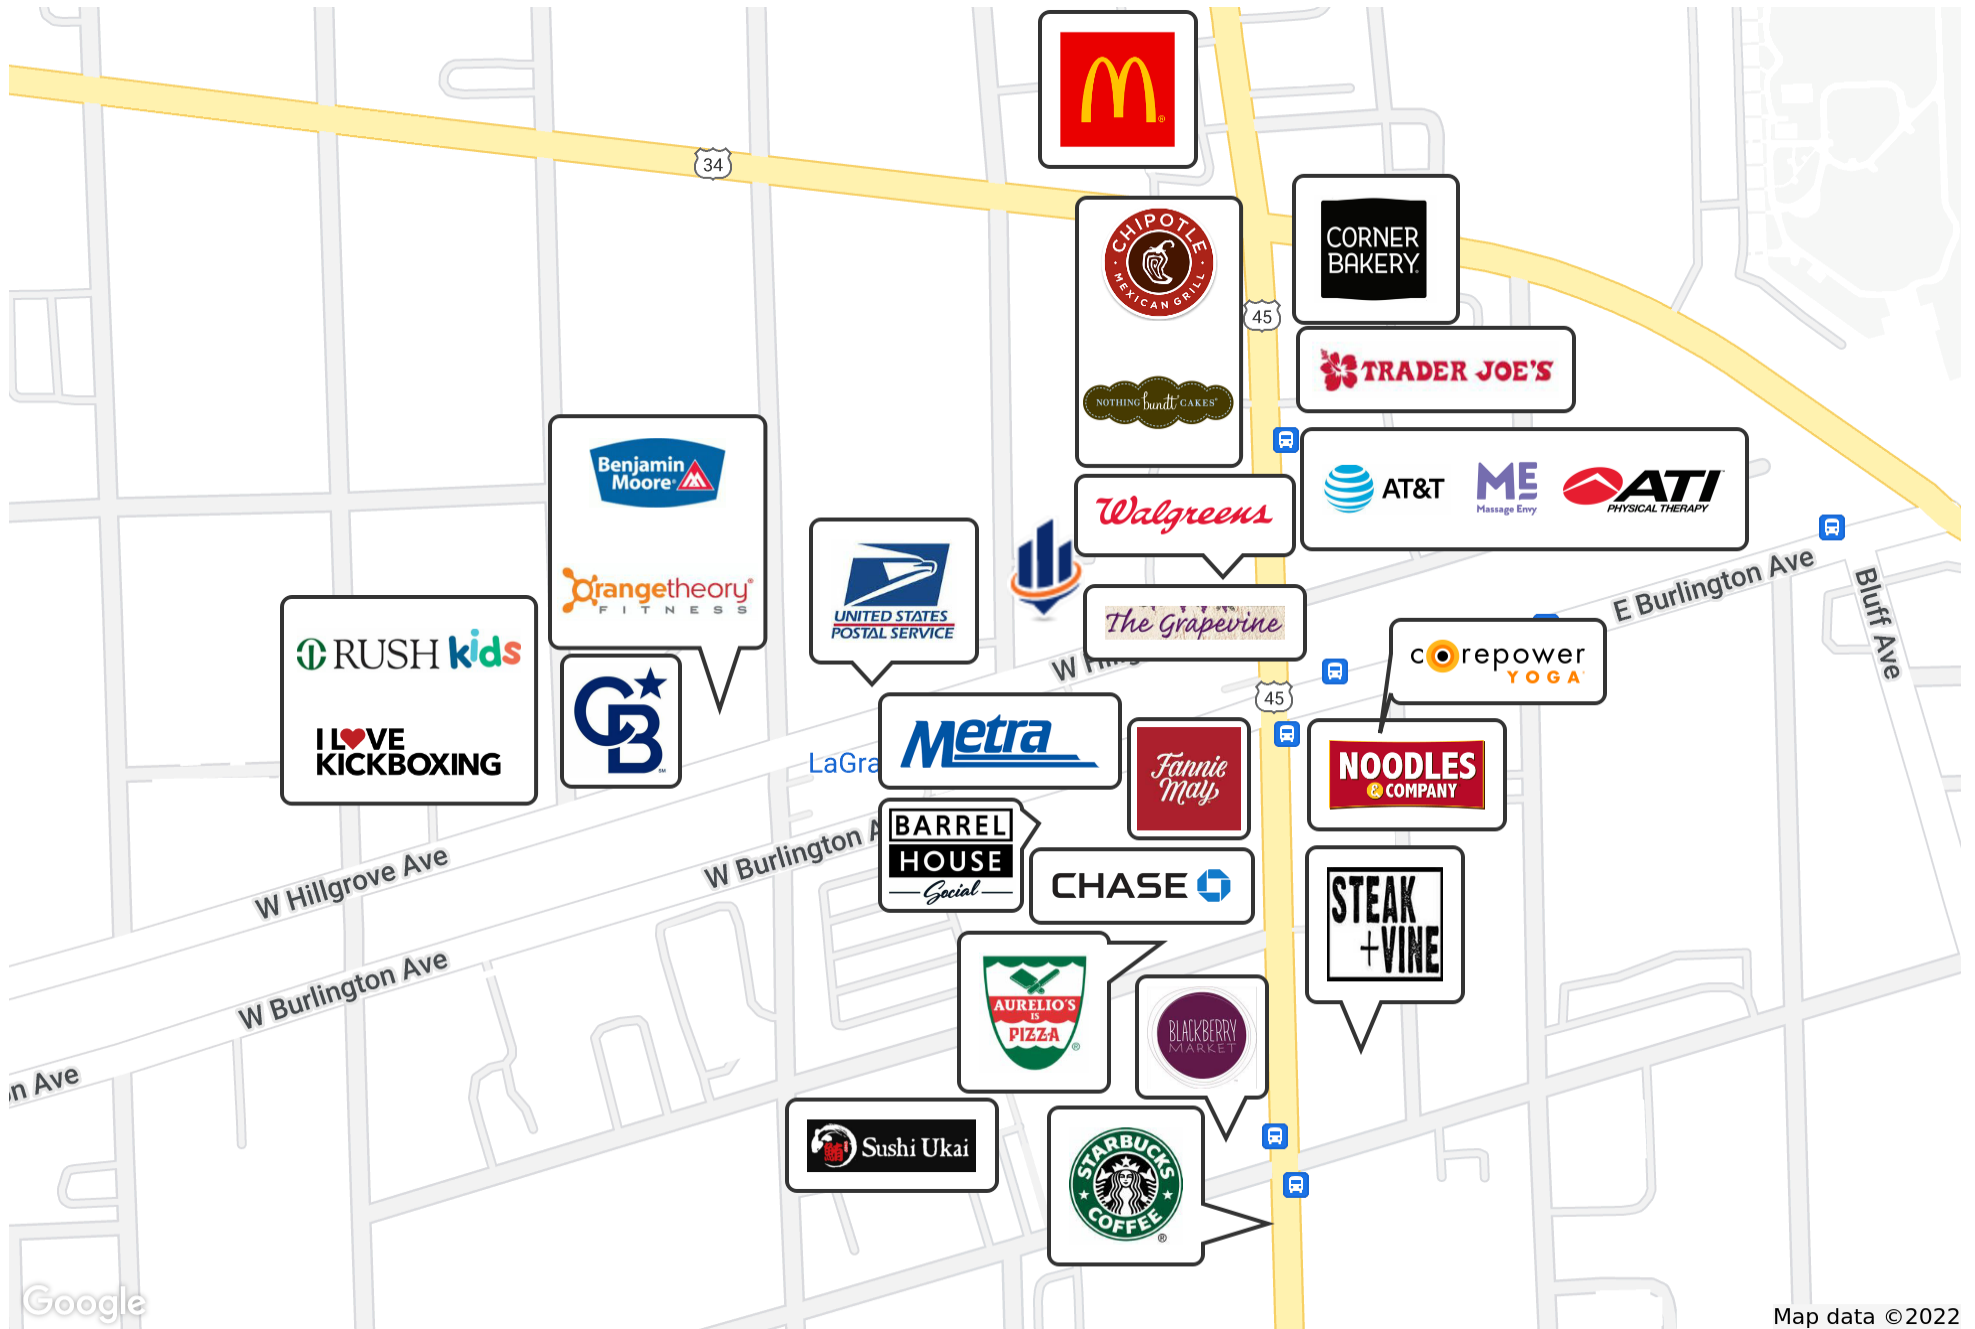 34
M
CHIPOTLE
MEXICAN GRILL
CORNER
BAKERY
45
TRADER JOE'S
NOTHING bundt CAKES
Benjamin
Moore
AT&T
ME
Massage Envy
ATI
PHYSICAL THERAPY
Walgreens
orangetheory
FITNESS
UNITED STATES
POSTAL SERVICE
The Grapevine
E Burlington Ave
Bluff Ave
RUSH kids
I LOVE
KICKBOXING
CB
SM
W Hillg
corepower
YOGA
45
LaGra
Metra
Fannie
May
NOODLES
& COMPANY
BARREL
HOUSE
Social
W Burlington A
W Hillgrove Ave
CHASE
STEAK
+VINE
W Burlington Ave
AURELIO'S
IS
PIZZA
®
BLACKBERRY
MARKET
n Ave
Sushi Ukai
STARBUCKS
COFFEE
®
Google
Map data ©2022